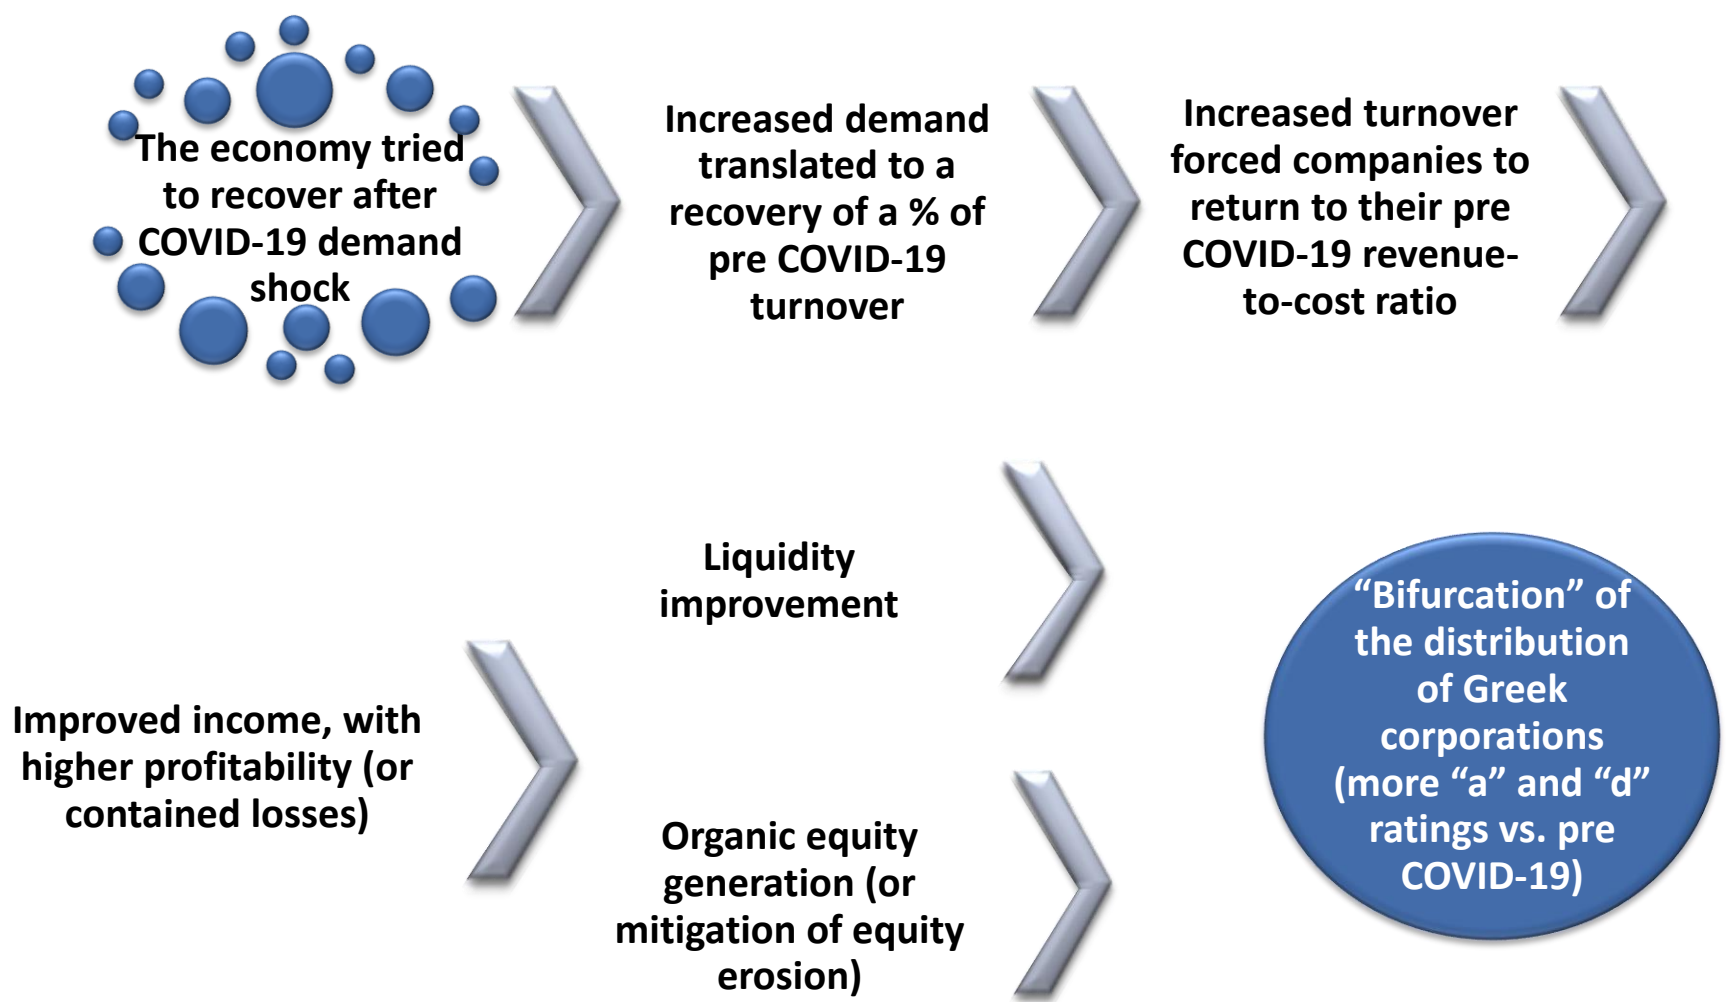 The economy tried
to recover after
COVID-19 demand
shock
Increased demand
translated to a
recovery of a % of
pre COVID-19
turnover
Increased turnover
forced companies to
return to their pre
COVID-19 revenue-
to-cost ratio
Improved income, with
higher profitability (or
contained losses)
Liquidity
improvement
Organic equity
generation (or
mitigation of equity
erosion)
“Bifurcation” of
the distribution
of Greek
corporations
(more “a” and “d”
ratings vs. pre
COVID-19)